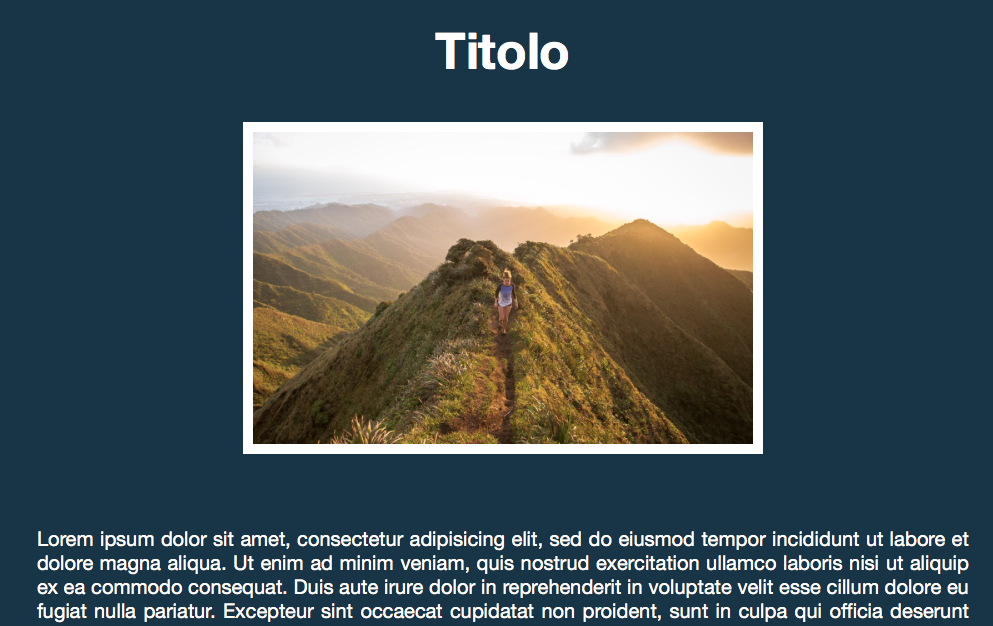 Titolo
Lorem ipsum dolor sit amet, consectetur adipisicing elit, sed do eiusmod tempor incididunt ut labore et
dolore magna aliqua. Ut enim ad minim veniam, quis nostrud exercitation ullamco laboris nisi ut aliquip
ex ea commodo consequat. Duis aute irure dolor in reprehenderit in voluptate velit esse cillum dolore eu
fugiat nulla pariatur. Excepteur sint occaecat cupidatat non proident, sunt in culpa qui officia deserunt